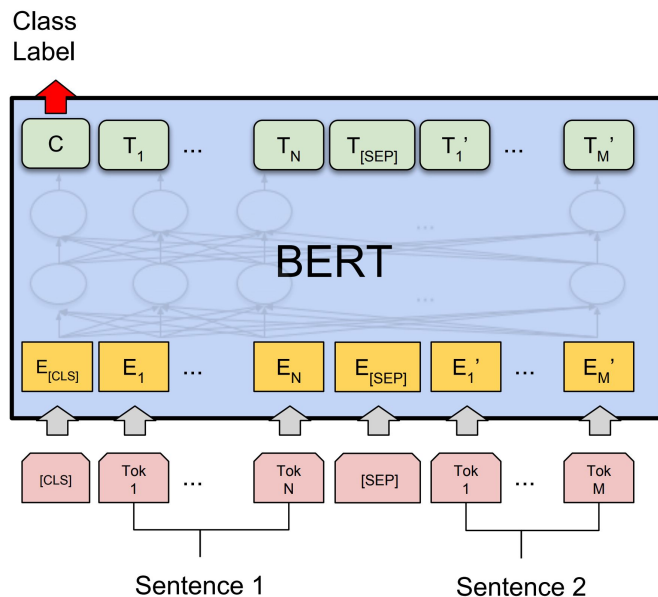 Class
Label
C T1 ... TN T[SEP] T1’ ... TM’
...
BERT
...
E[CLS] E1 ... EN E[SEP] E1’ ... EM’
[CLS] Tok 1 ... Tok N [SEP] Tok 1 ... Tok M
Sentence 1 Sentence 2